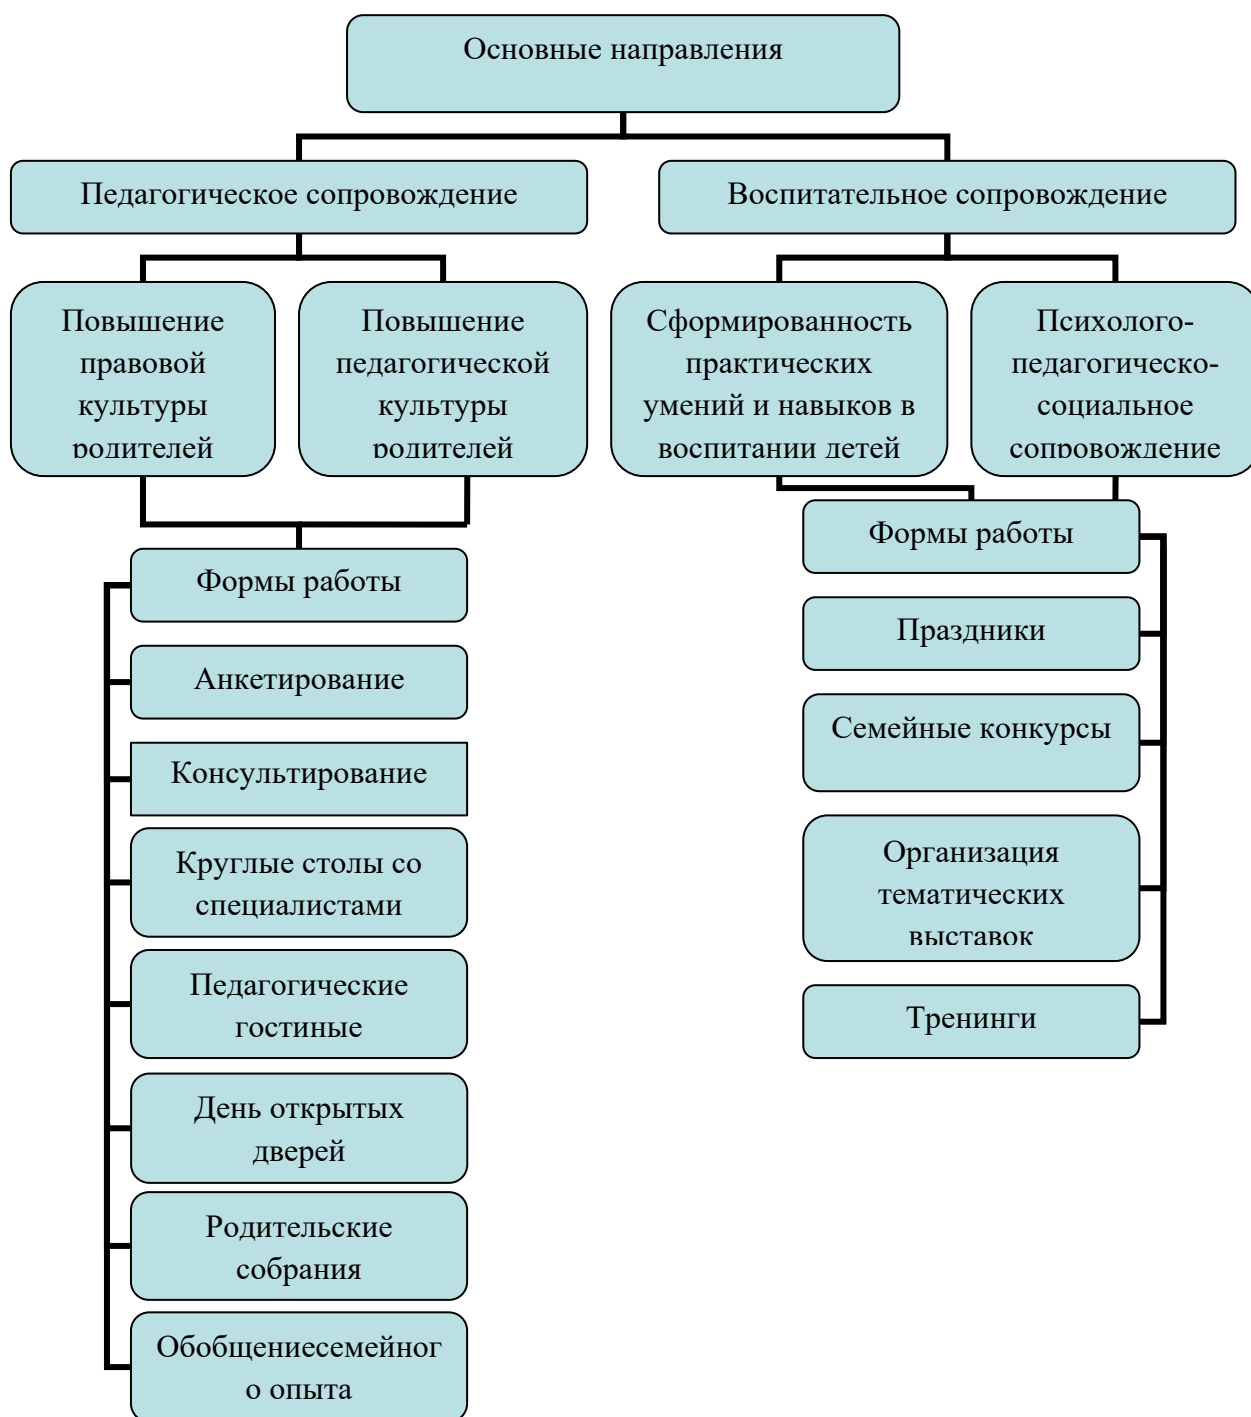 Основные направления
Педагогическое сопровождение
Воспитательное сопровождение
Повышение
правовой
культуры
родителей
Повышение
педагогической
культуры
родителей
Сформированность
практических
умений и навыков в
воспитании детей
Психолого-
педагогическо-
социальное
сопровождение
Формы работы
Анкетирование
Консультирование
Круглые столы со
специалистами
Педагогические
гостиные
День открытых
дверей
Родительские
собрания
Обобщениесемейног
о опыта
Формы работы
Праздники
Семейные конкурсы
Организация
тематических
выставок
Тренинги